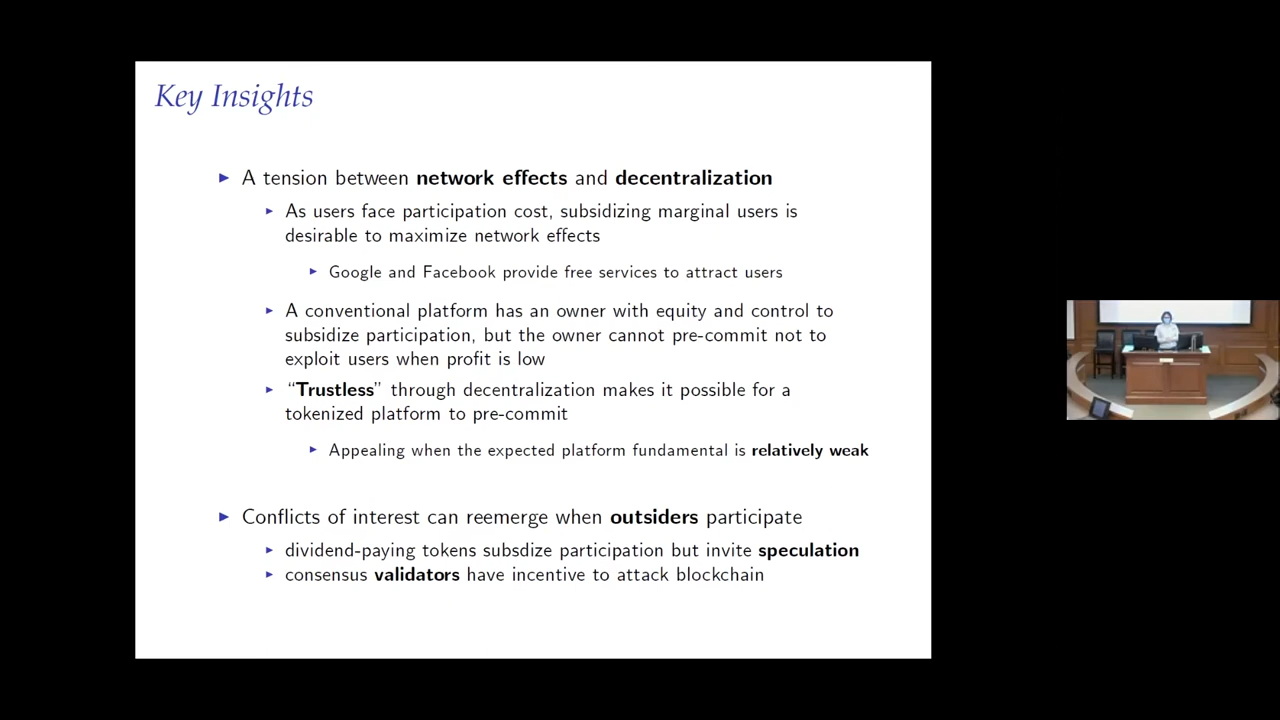 Key Insights
▶ A tension between network effects and decentralization
▶ As users face participation cost, subsidizing marginal users is
desirable to maximize network effects
▶ Google and Facebook provide free services to attract users
▶ A conventional platform has an owner with equity and control to
subsidize participation, but the owner cannot pre-commit not to
exploit users when profit is low
▶ “Trustless” through decentralization makes it possible for a
tokenized platform to pre-commit
▶ Appealing when the expected platform fundamental is relatively weak
▶ Conflicts of interest can reemerge when outsiders participate
▶ dividend-paying tokens subsdize participation but invite speculation
▶ consensus validators have incentive to attack blockchain